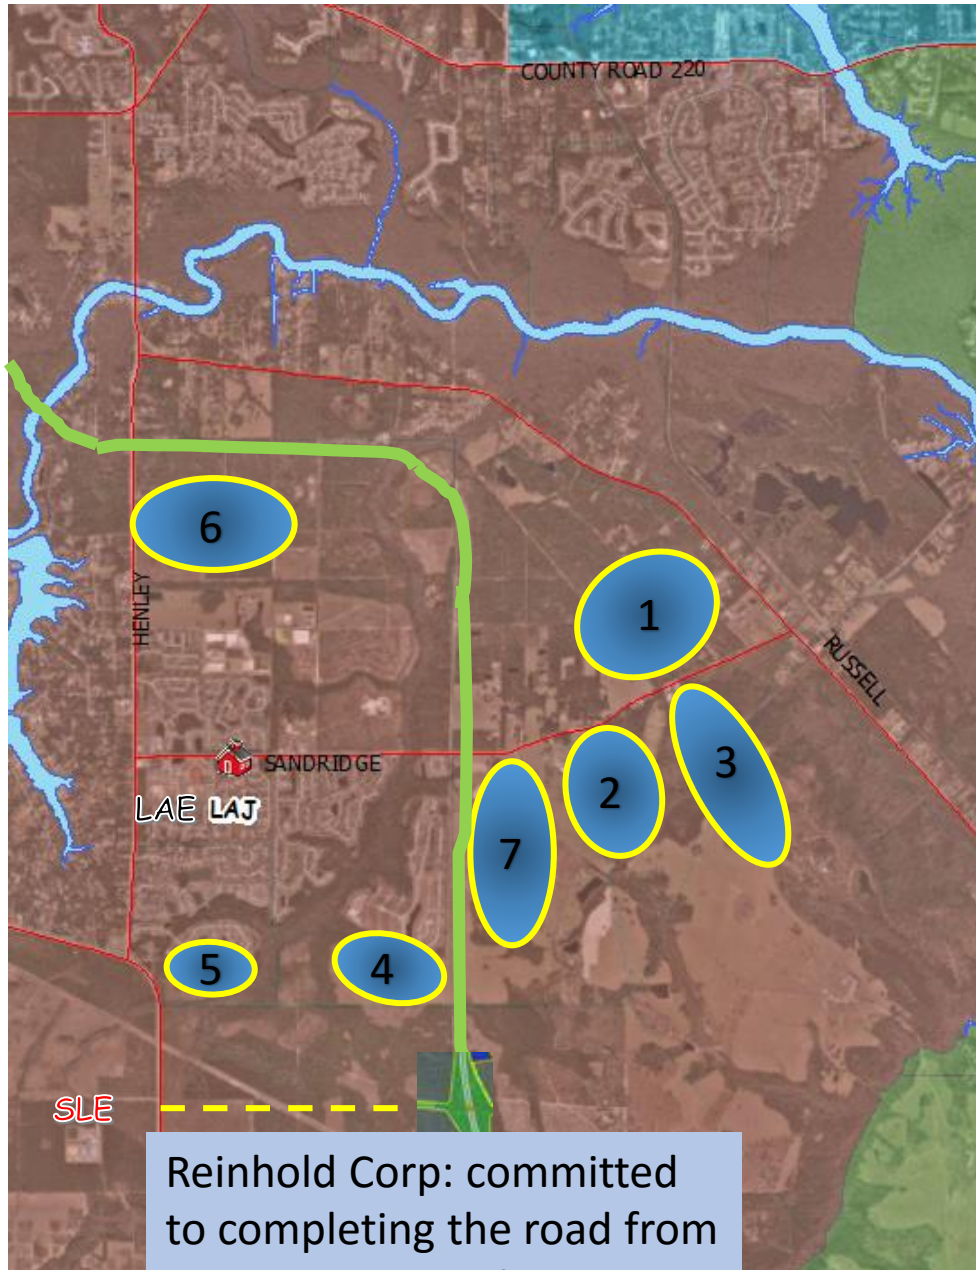 COUNTY ROAD 220
6
HENLEY
1
RUSSELL
SANDRIDGE
3
2
LAE LAJ
7
5
4
SLE
Reinhold Corp: committed
to completing the road from